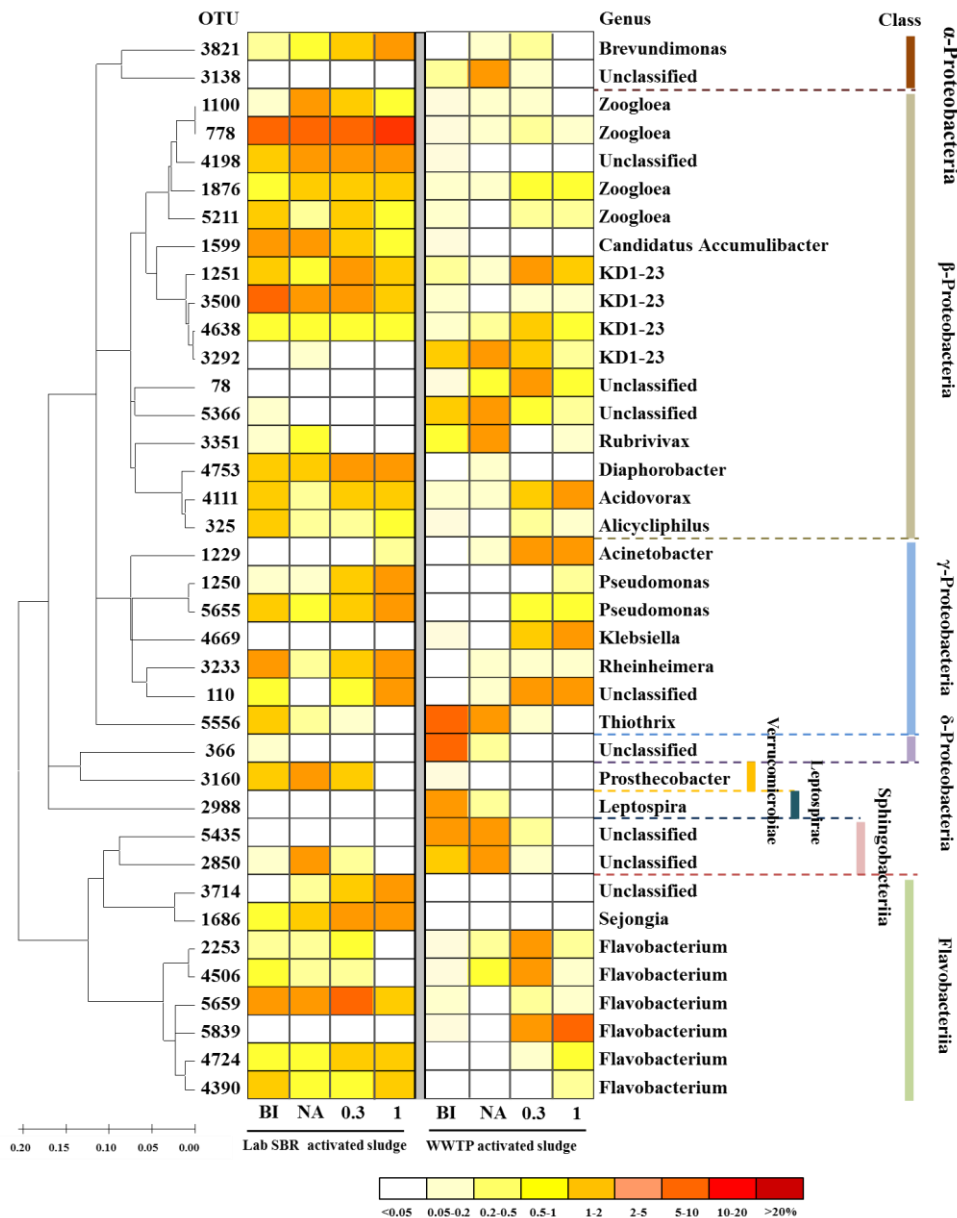 OTU Genus Class
3821 Brevundimonas
3138 Unclassified
α-Proteobacteria
1100 Zoogloea
778 Zoogloea
4198 Unclassified
1876 Zoogloea
5211 Zoogloea
1599 Candidatus Accumulibacter
1251 KD1-23
3500 KD1-23
4638 KD1-23
3292 KD1-23
78 Unclassified
5366 Unclassified
3351 Rubrivivax
4753 Diaphorobacter
4111 Acidovorax
325 Alicycliphilus
β-Proteobacteria
1229 Acinetobacter
1250 Pseudomonas
5655 Pseudomonas
4669 Klebsiella
3233 Rheinheimera
110 Unclassified
5556 Thiothrix
γ-Proteobacteria
366 Unclassified
δ-Proteobacteria
3160 Prosthecobacter
Verrucomicrobiae
2988 Leptospira
Leptospirae
5435 Unclassified
2850 Unclassified
Sphingobacteriia
3714 Unclassified
1686 Sejongia
2253 Flavobacterium
4506 Flavobacterium
5659 Flavobacterium
5839 Flavobacterium
4724 Flavobacterium
4390 Flavobacterium
Flavobacteriia
BI NA 0.3 1 BI NA 0.3 1
Lab SBR activated sludge WWTP activated sludge
0.20 0.15 0.10 0.05 0.00
<0.05 0.05-0.2 0.2-0.5 0.5-1 1-2 1-2 2-5 5-10 10-20 >20%